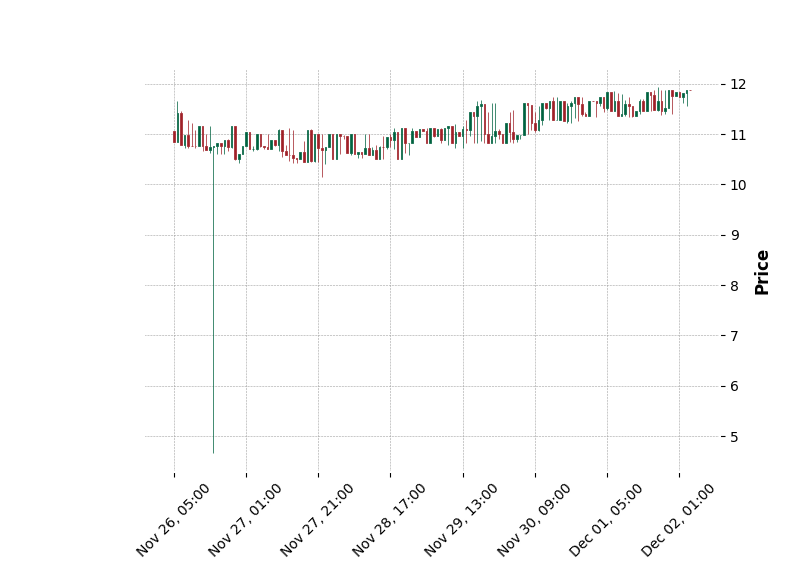 12
11
10
9
8
7
6
5
Price
Nov 26, 05:00
Nov 27, 01:00
Nov 27, 21:00
Nov 28, 17:00
Nov 29, 13:00
Nov 30, 09:00
Dec 01, 05:00
Dec 02, 01:00